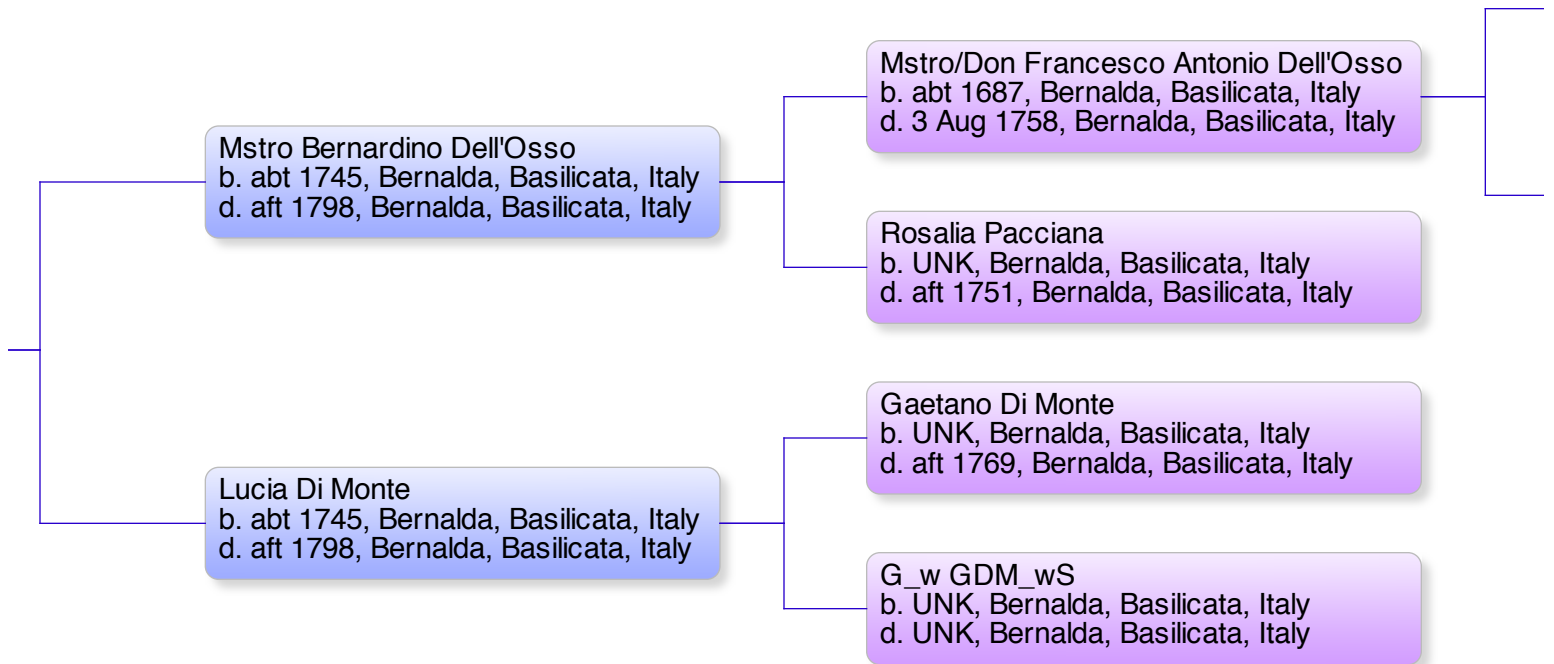 Mstro/Don Francesco Antonio Dell'Osso
b. abt 1687, Bernalda, Basilicata, Italy
d. 3 Aug 1758, Bernalda, Basilicata, Italy
Mstro Bernardino Dell'Osso
b. abt 1745, Bernalda, Basilicata, Italy
d. aft 1798, Bernalda, Basilicata, Italy
Rosalia Pacciana
b. UNK, Bernalda, Basilicata, Italy
d. aft 1751, Bernalda, Basilicata, Italy
Gaetano Di Monte
b. UNK, Bernalda, Basilicata, Italy
d. aft 1769, Bernalda, Basilicata, Italy
Lucia Di Monte
b. abt 1745, Bernalda, Basilicata, Italy
d. aft 1798, Bernalda, Basilicata, Italy
G_w GDM_wS
b. UNK, Bernalda, Basilicata, Italy
d. UNK, Bernalda, Basilicata, Italy